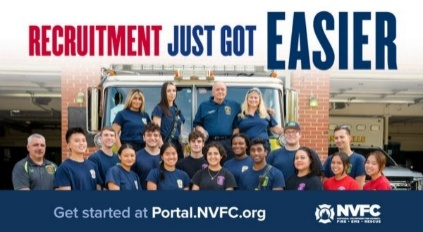 RECRUITMENT JUST GOT EASIER
Get started at Portal.NVFC.org
NVFC
FIRE • EMS • RESCUE